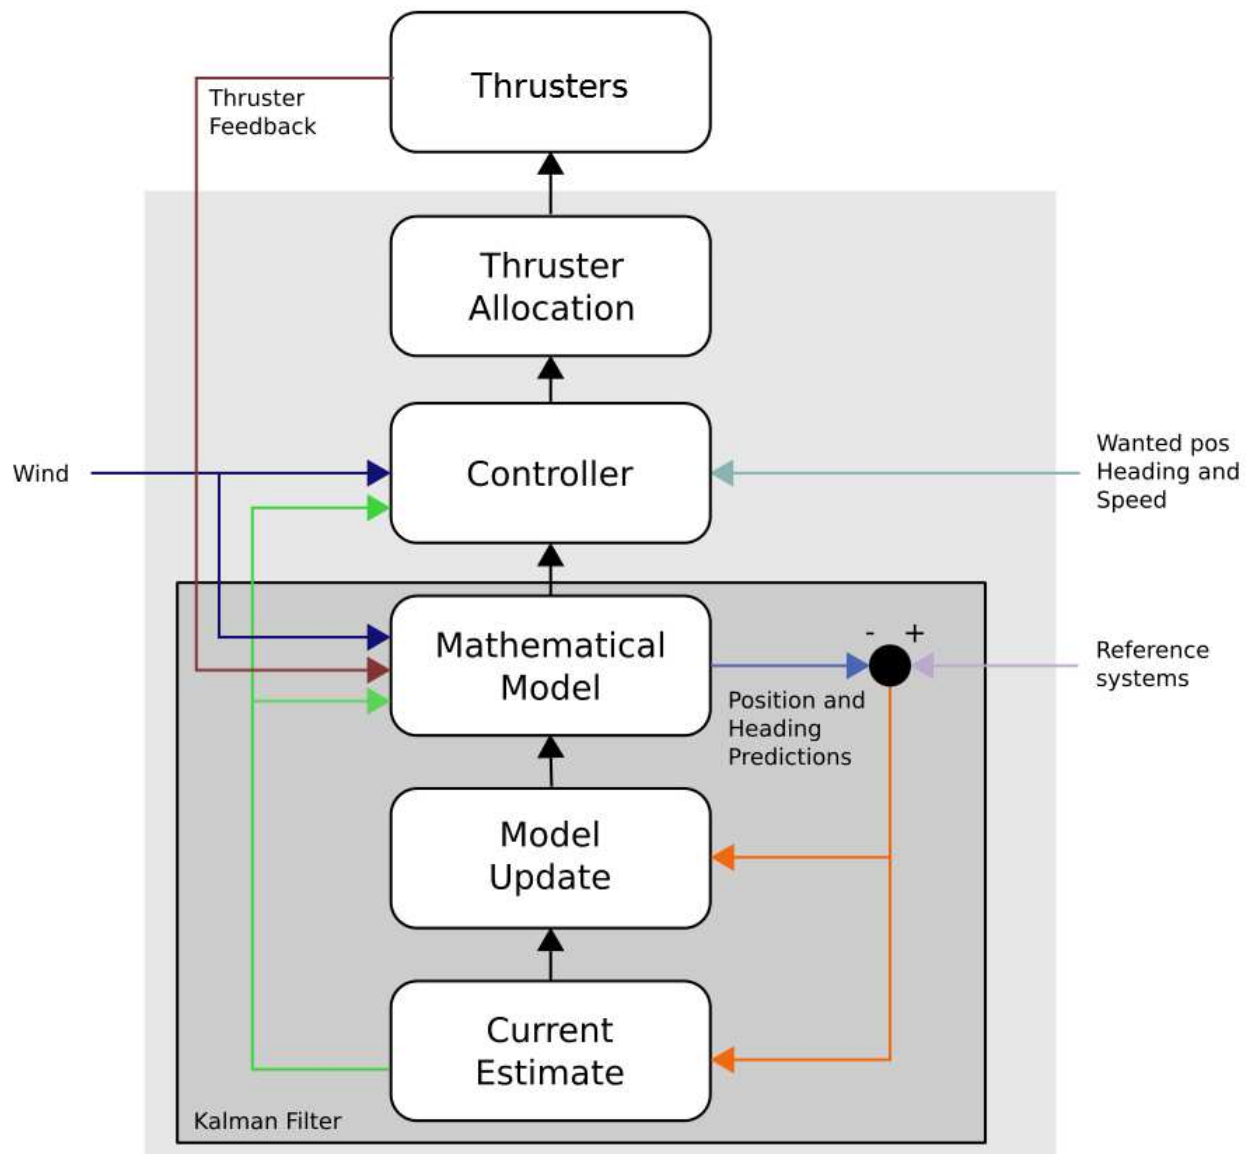 Thrusters
Thruster
Feedback
Thruster
Allocation
Wind
Controller
Wanted pos
Heading and
Speed
Mathematical
Model
- +
Reference
systems
Position and
Heading
Predictions
Model
Update
Current
Estimate
Kalman Filter